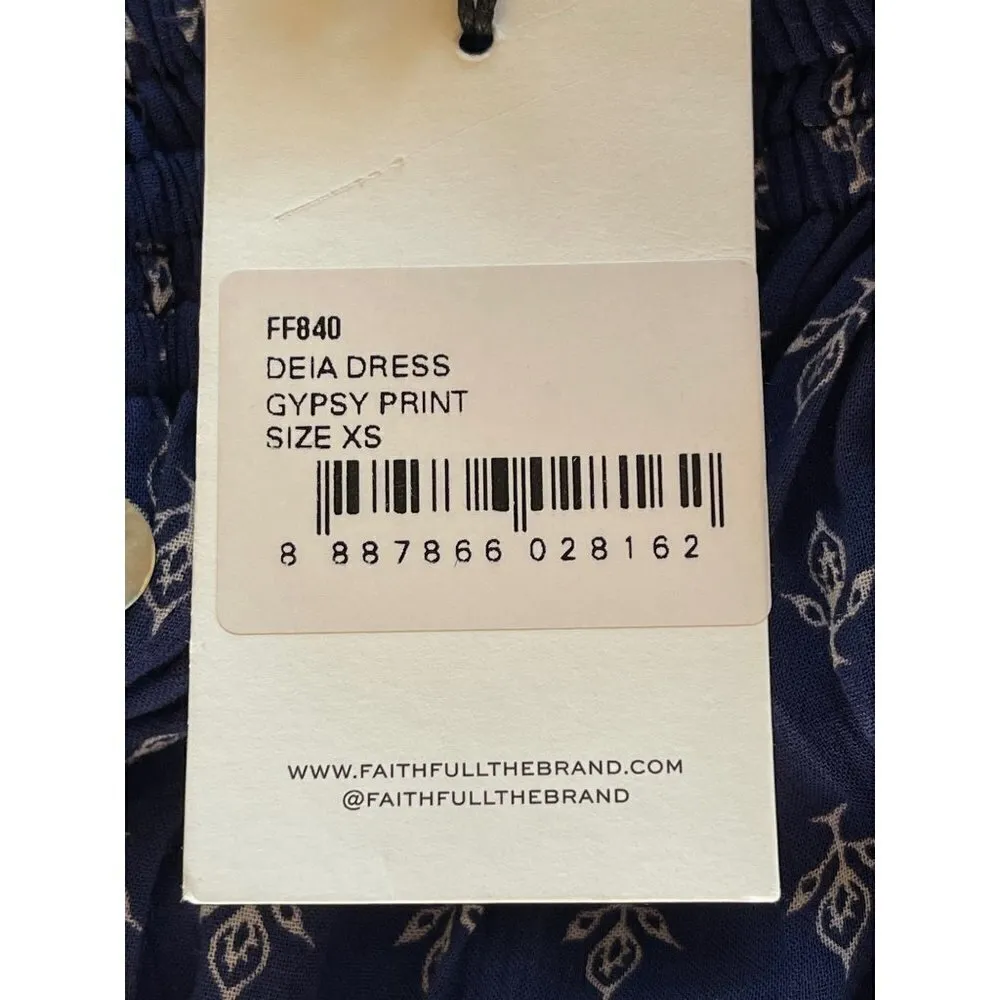 FF840
DEIA DRESS
GYPSY PRINT
SIZE XS
8 887866 028162
WWW.FAITHFULLTHEBRAND.COM
@FAITHFULLTHEBRAND